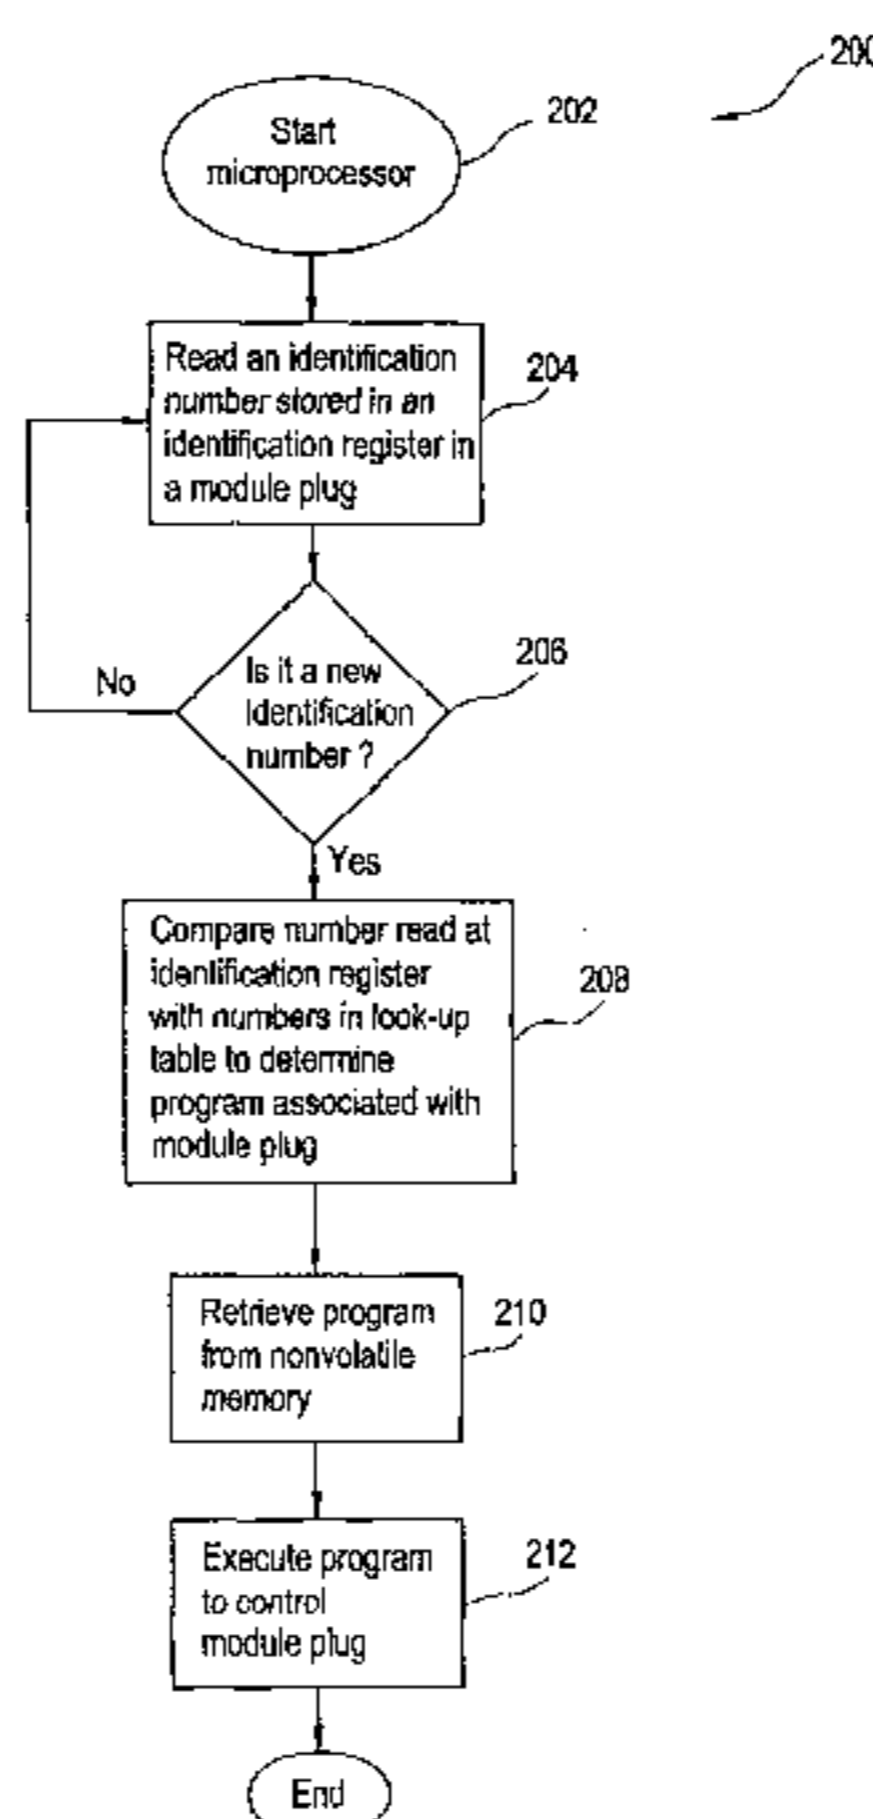 200
Start
microprocessor
202
Read an identification
number stored in an
identification register in
a module plug
204
Is it a new
Identification
number ?
206
No
Yes
Compare number read at
identification register
with numbers in look-up
table to determine
program associated with
module plug
208
Retrieve program
from nonvolatile
memory
210
Execute program
to control
module plug
212
End